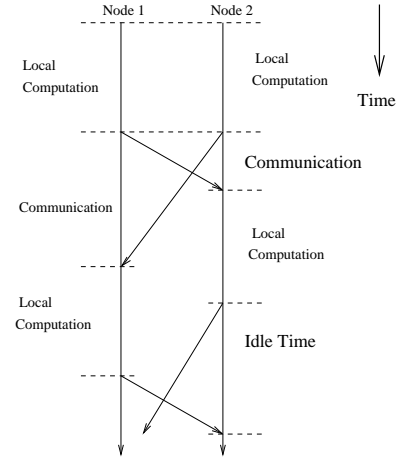 Node 1
Node 2
Local
Computation
Local
Computation
Time
Communication
Communication
Local
Computation
Local
Computation
Idle Time